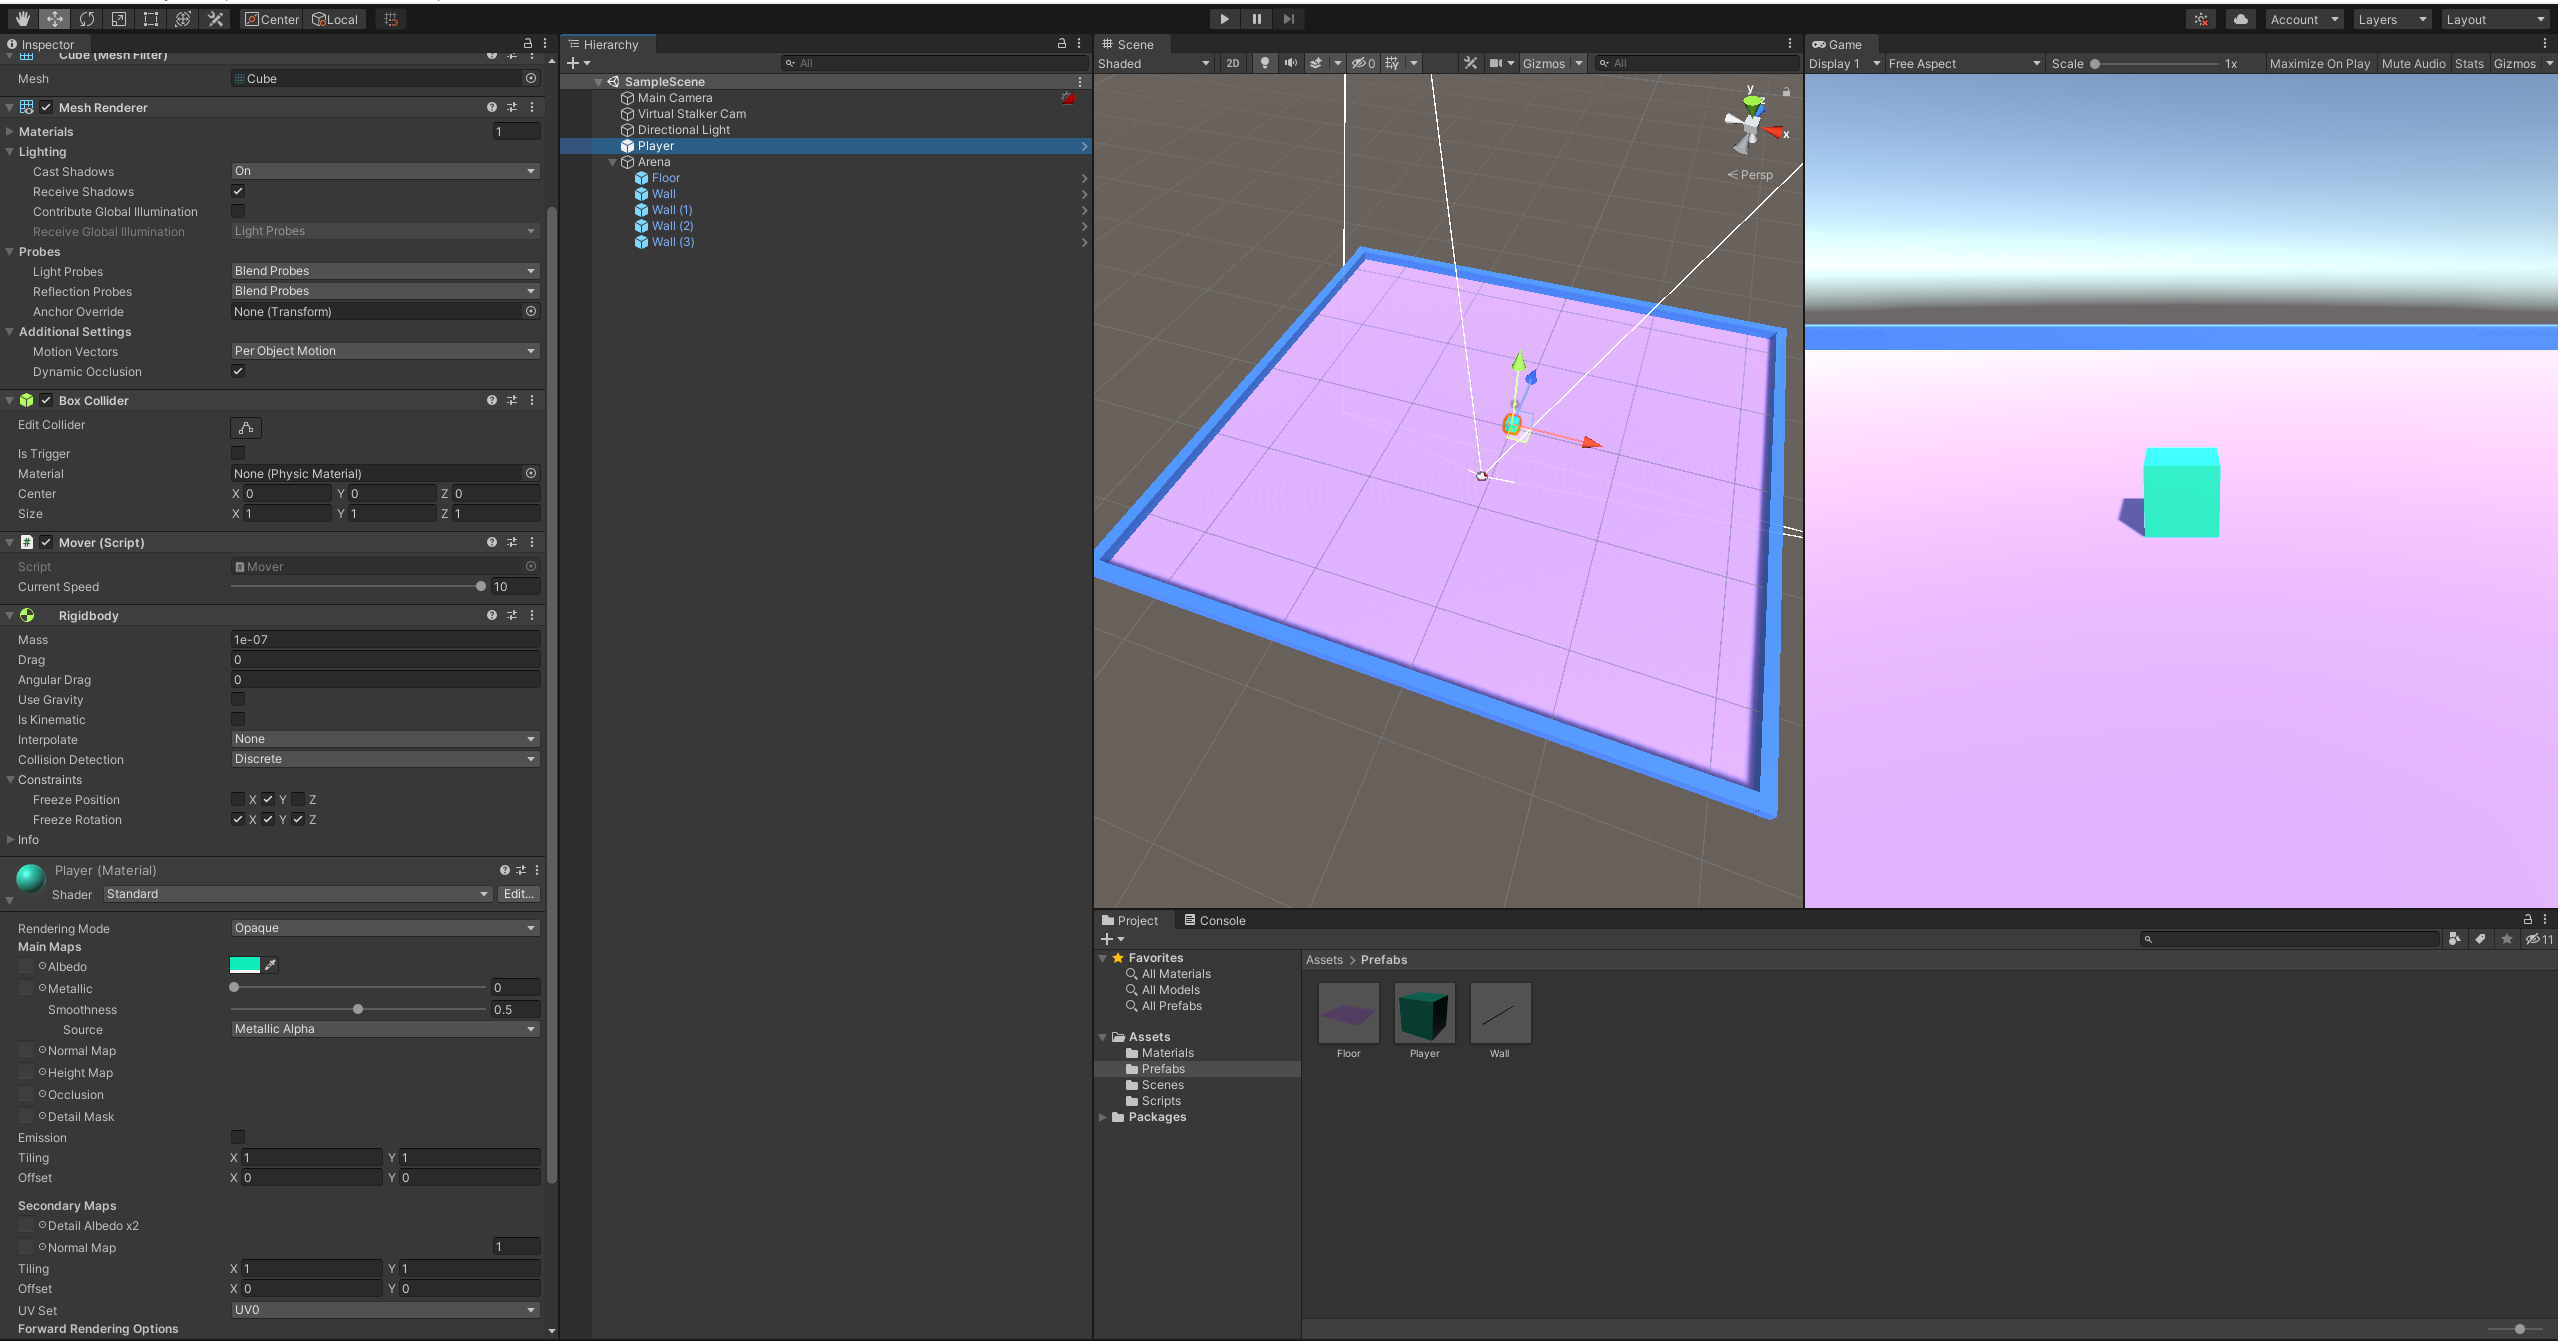 Center Local
Account Layers Layout
Inspector
Cube (Mesh Filter)
Mesh Cube
Mesh Renderer
Materials 1
Lighting
Cast Shadows On
Receive Shadows
Contribute Global Illumination
Receive Global Illumination Light Probes
Probes
Light Probes Blend Probes
Reflection Probes Blend Probes
Anchor Override None (Transform)
Additional Settings
Motion Vectors Per Object Motion
Dynamic Occlusion
Box Collider
Edit Collider
Is Trigger
Material None (Physic Material)
Center X 0 Y 0 Z 0
Size X 1 Y 1 Z 1
# Mover (Script)
Script Mover
Current Speed 10
Rigidbody
Mass 1e-07
Drag 0
Angular Drag 0
Use Gravity
Is Kinematic
Interpolate None
Collision Detection Discrete
Constraints
Freeze Position X Y Z
Freeze Rotation X Y Z
Info
Player (Material)
Shader Standard Edit...
Rendering Mode Opaque
Main Maps
Albedo
Metallic 0
Smoothness 0.5
Source Metallic Alpha
Normal Map
Height Map
Occlusion
Detail Mask
Emission
Tiling X 1 Y 1
Offset X 0 Y 0
Secondary Maps
Detail Albedo x2
Normal Map 1
Tiling X 1 Y 1
Offset X 0 Y 0
UV Set UV0
Forward Rendering Options
Hierarchy
All
SampleScene
Main Camera
Virtual Stalker Cam
Directional Light
Player
Arena
Floor
Wall
Wall (1)
Wall (2)
Wall (3)
Scene
Shaded 2D 0 Gizmos All
y
z
x
Persp
Game
Display 1 Free Aspect Scale 1x Maximize On Play Mute Audio Stats Gizmos
Project Console
11
Favorites
All Materials
All Models
All Prefabs
Assets
Materials
Prefabs
Scenes
Scripts
Packages
Assets > Prefabs
Floor Player Wall